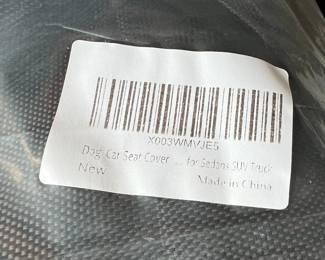 X003WMVJE5
Dog Car Seat Cover ... for Sedans SUV Truck
New
Made in China